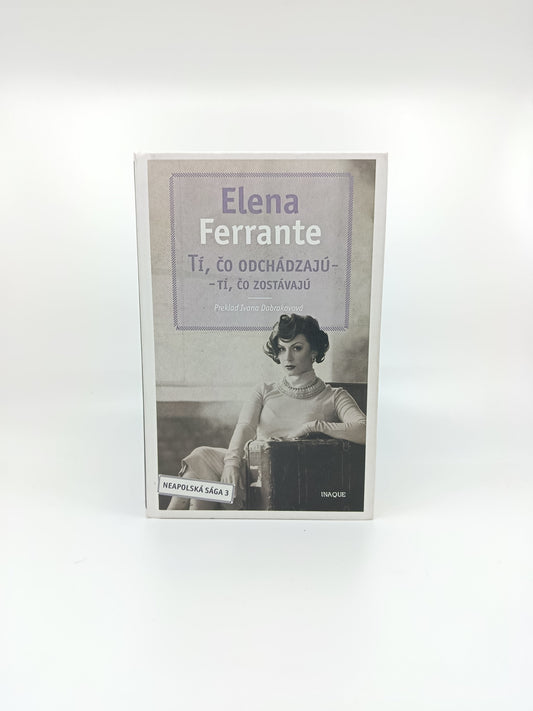 Elena
Ferrante
Tí, čo odchádzajú-
-tí, čo zostávajú
Preklad Ivana Dobrakovová
NEAPOLSKÁ SÁGA 3
INAQUE